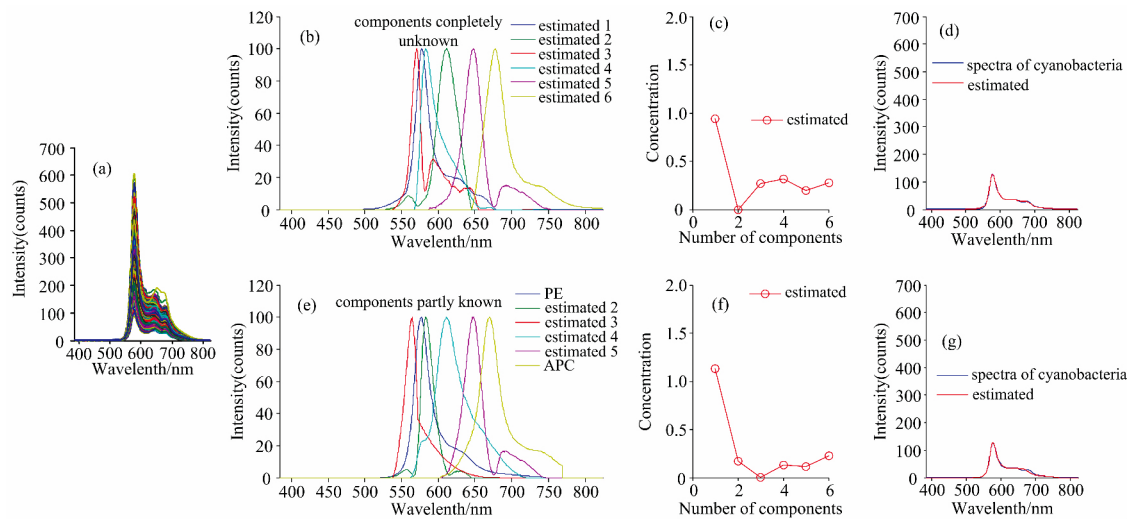 (a)
Intensity(counts)
700
600
500
400
300
200
100
0
400 500 600 700 800
Wavelenth/nm
(b)
components conpletely
unknown
estimated 1
estimated 2
estimated 3
estimated 4
estimated 5
estimated 6
Intensity(counts)
120
100
80
60
40
20
0
400 450 500 550 600 650 700 750 800
Wavelenth/nm
(c)
estimated
Concentration
2.0
1.5
1.0
0.5
0
0 2 4 6
Number of components
(d)
spectra of cyanobacteria
estimated
Intensity(counts)
700
600
500
400
300
200
100
0
400 500 600 700 800
Wavelenth/nm
(e)
components partly known
PE
estimated 2
estimated 3
estimated 4
estimated 5
APC
Intensity(counts)
120
100
80
60
40
20
0
400 450 500 550 600 650 700 750 800
Wavelenth/nm
(f)
estimated
Concentration
2.0
1.5
1.0
0.5
0
0 2 4 6
Number of components
(g)
spectra of cyanobacteria
estimated
Intensity(counts)
700
600
500
400
300
200
100
0
400 500 600 700 800
Wavelenth/nm